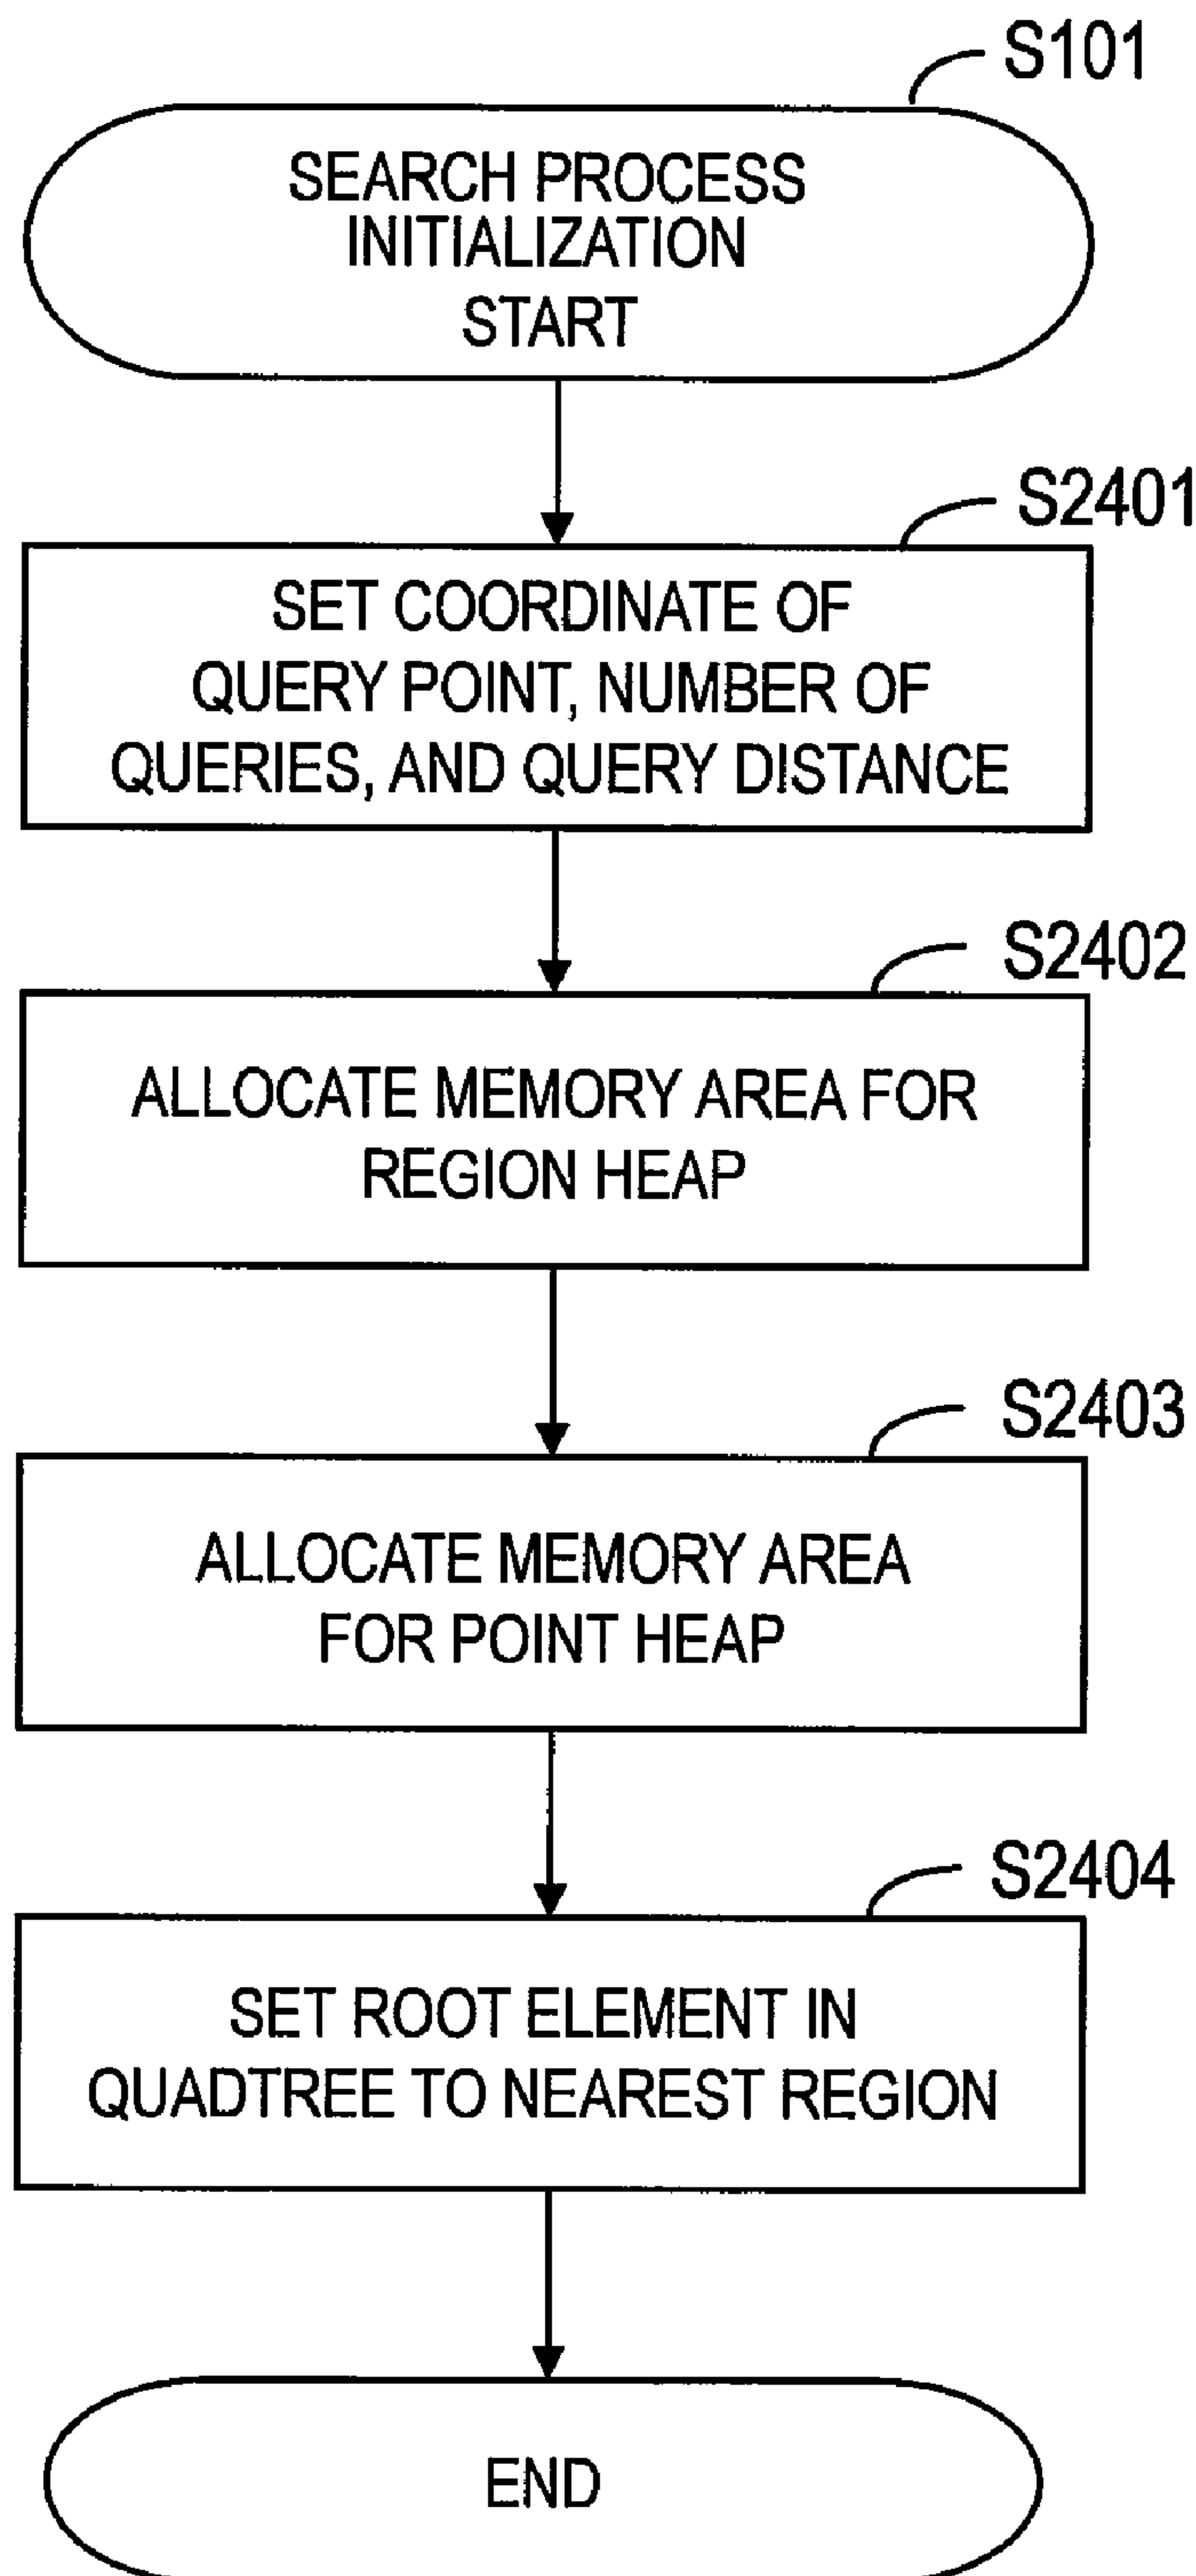 S101
SEARCH PROCESS
INITIALIZATION
START
S2401
SET COORDINATE OF
QUERY POINT, NUMBER OF
QUERIES, AND QUERY DISTANCE
S2402
ALLOCATE MEMORY AREA FOR
REGION HEAP
S2403
ALLOCATE MEMORY AREA
FOR POINT HEAP
S2404
SET ROOT ELEMENT IN
QUADTREE TO NEAREST REGION
END